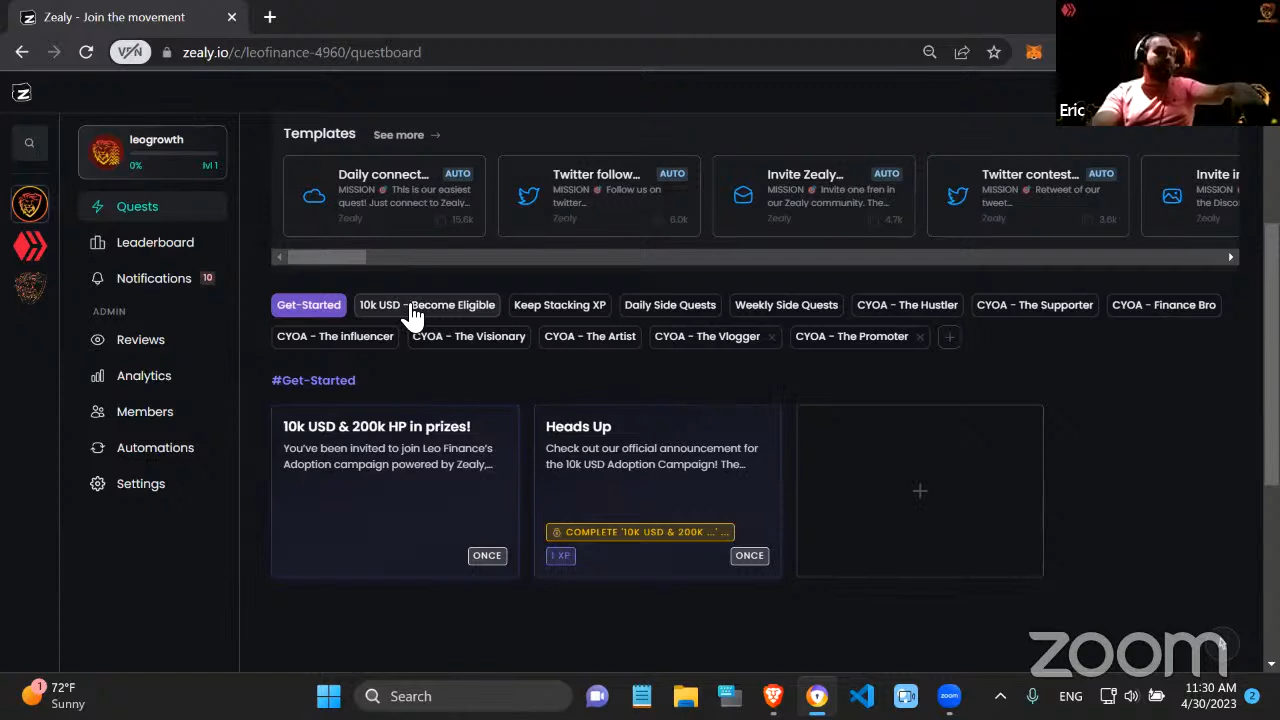 Zealy - Join the movement
VPN
zealy.io/c/leofinance-4960/questboard
Eric
leogrowth
0%
lvl 1
Quests
Leaderboard
Notifications
10
ADMIN
Reviews
Analytics
Members
Automations
Settings
Templates
See more →
Daily connect...
AUTO
MISSION 🎯 This is our easiest
quest! Just connect to Zealy...
Zealy
15.6k
Twitter follow...
AUTO
MISSION 🎯 Follow us on
twitter...
Zealy
6.0k
Invite Zealy...
AUTO
MISSION 🎯 Invite one fren in
our Zealy community. The...
Zealy
4.7k
Twitter contest...
AUTO
MISSION 🎯 Retweet of our
tweet...
Zealy
3.6k
Invite in
MISSION
the Disco
Zealy
Get-Started
10k USD - Become Eligible
Keep Stacking XP
Daily Side Quests
Weekly Side Quests
CYOA - The Hustler
CYOA - The Supporter
CYOA - Finance Bro
CYOA - The influencer
CYOA - The Visionary
CYOA - The Artist
CYOA - The Vlogger
CYOA - The Promoter
#Get-Started
10k USD & 200k HP in prizes!
You've been invited to join Leo Finance's
Adoption campaign powered by Zealy,...
ONCE
Heads Up
Check out our official announcement for
the 10k USD Adoption Campaign! The...
COMPLETE '10K USD & 200K ...' ...
1 XP
ONCE
zoom
1
72°F
Sunny
Search
zoom
ENG
11:30 AM
4/30/2023
2